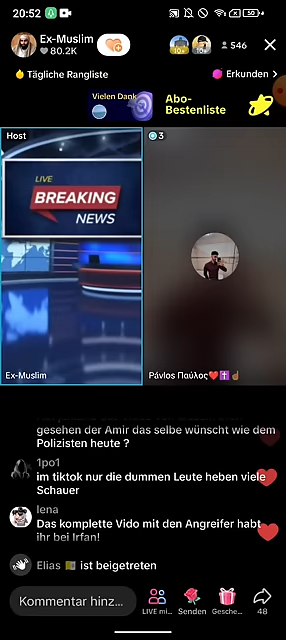 20:52
Ex-Muslim
80.2K
10+
10+
546
Tägliche Rangliste
Erkunden >
Vielen Dank
Abo-
Bestenliste
Host
3
LIVE
BREAKING
NEWS
Ex-Muslim
Pávlos Παύλος❤️✝️☝🏽
gesehen der Amir das selbe wünscht wie dem
Polizisten heute ?
1po1
im tiktok nur die dummen Leute heben viele
Schauer
lena
Das komplette Vido mit den Angreifer habt
ihr bei Irfan!
Elias ist beigetreten
Kommentar hinz...
LIVE mi...
Senden
Gesche...
48